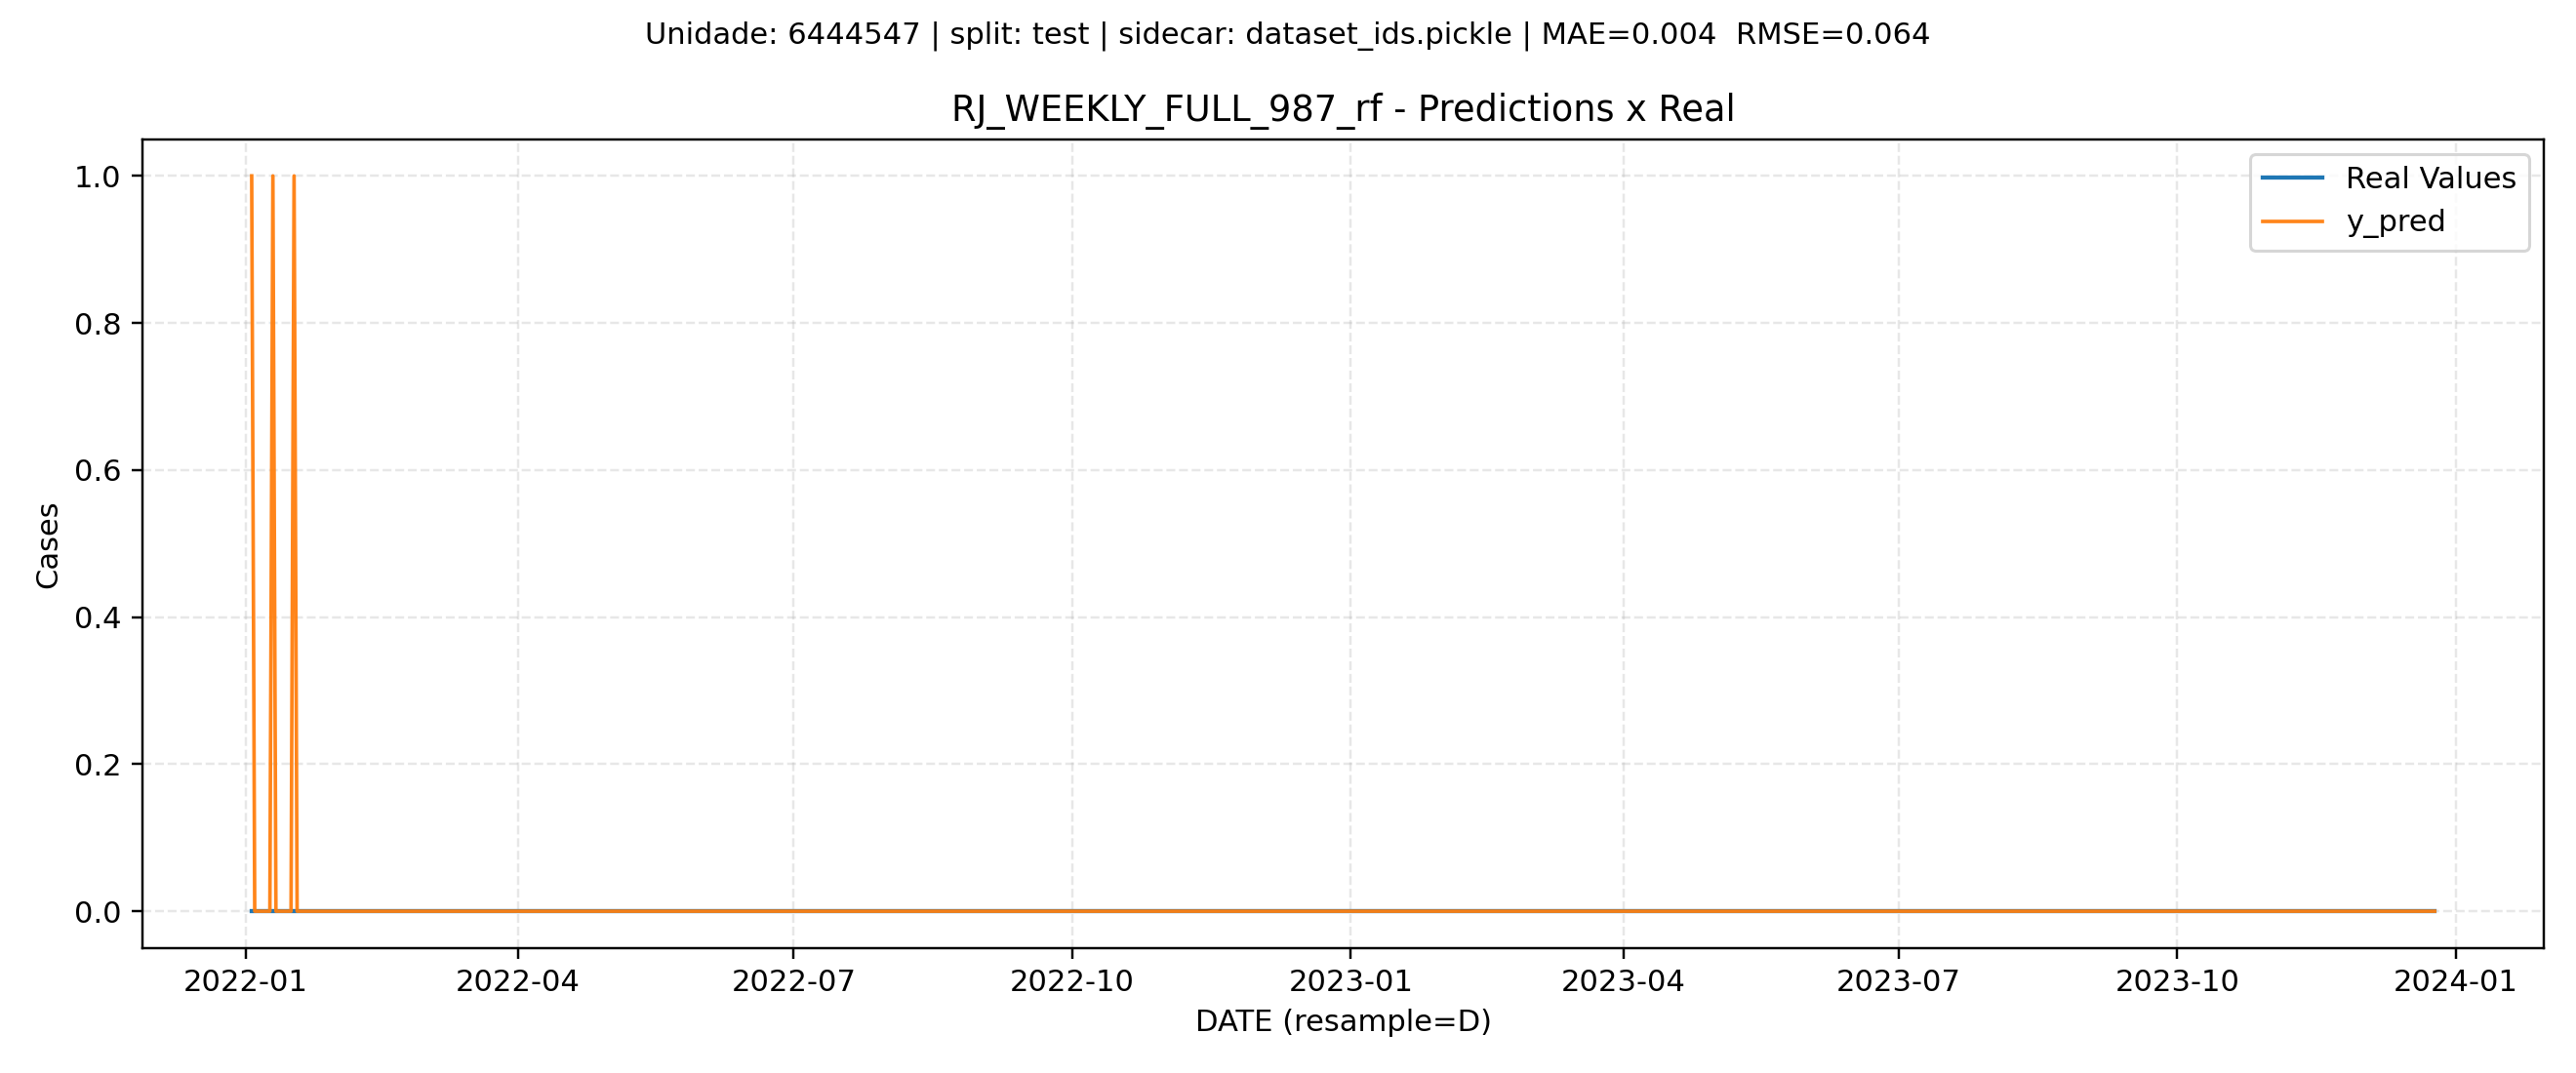 Unidade: 6444547 | split: test | sidecar: dataset_ids.pickle | MAE=0.004  RMSE=0.064
RJ_WEEKLY_FULL_987_rf - Predictions x Real
Real Values
y_pred
Cases
1.0
0.8
0.6
0.4
0.2
0.0
2022-01 2022-04 2022-07 2022-10 2023-01 2023-04 2023-07 2023-10 2024-01
DATE (resample=D)